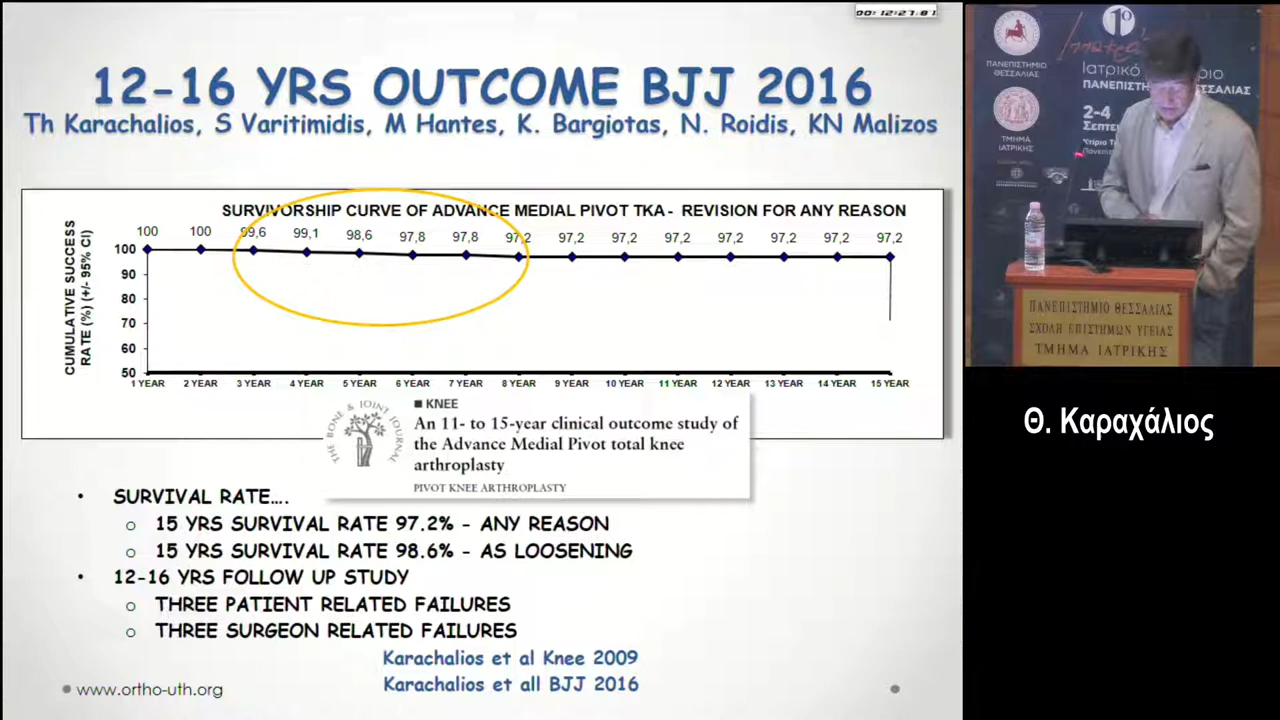 00:12:27.81
12-16 YRS OUTCOME BJJ 2016
Th Karachalios, S Varitimidis, M Hantes, K. Bargiotas, N. Roidis, KN Malizos
SURVIVORSHIP CURVE OF ADVANCE MEDIAL PIVOT TKA - REVISION FOR ANY REASON
CUMULATIVE SUCCESS
RATE (%) (+/- 95% CI)
100 100 99,6 99,1 98,6 97,8 97,8 97,2 97,2 97,2 97,2 97,2 97,2 97,2 97,2
100
90
80
70
60
50
1 YEAR 2 YEAR 3 YEAR 4 YEAR 5 YEAR 6 YEAR 7 YEAR 8 YEAR 9 YEAR 10 YEAR 11 YEAR 12 YEAR 13 YEAR 14 YEAR 15 YEAR
THE BONE & JOINT JOURNAL
■ KNEE
An 11- to 15-year clinical outcome study of
the Advance Medial Pivot total knee
arthroplasty
PIVOT KNEE ARTHROPLASTY
• SURVIVAL RATE….
o 15 YRS SURVIVAL RATE 97.2% - ANY REASON
o 15 YRS SURVIVAL RATE 98.6% - AS LOOSENING
• 12-16 YRS FOLLOW UP STUDY
o THREE PATIENT RELATED FAILURES
o THREE SURGEON RELATED FAILURES
Karachalios et al Knee 2009
Karachalios et all BJJ 2016
www.ortho-uth.org
ΠΑΝΕΠΙΣΤΗΜΙΟ
ΘΕΣΣΑΛΙΑΣ
ΤΜΗΜΑ
ΙΑΤΡΙΚΗΣ
1ο
Ιατρικό
ΠΑΝΕΠΙΣΤ
ΣΣΑΛΙΑΣ
2-4
Σεπτε
ΠΑΝΕΠΙΣΤΗΜΙΟ ΘΕΣΣΑΛΙΑΣ
ΣΧΟΛΗ ΕΠΙΣΤΗΜΩΝ ΥΓΕΙΑΣ
ΤΜΗΜΑ ΙΑΤΡΙΚΗΣ
Θ. Καραχάλιος